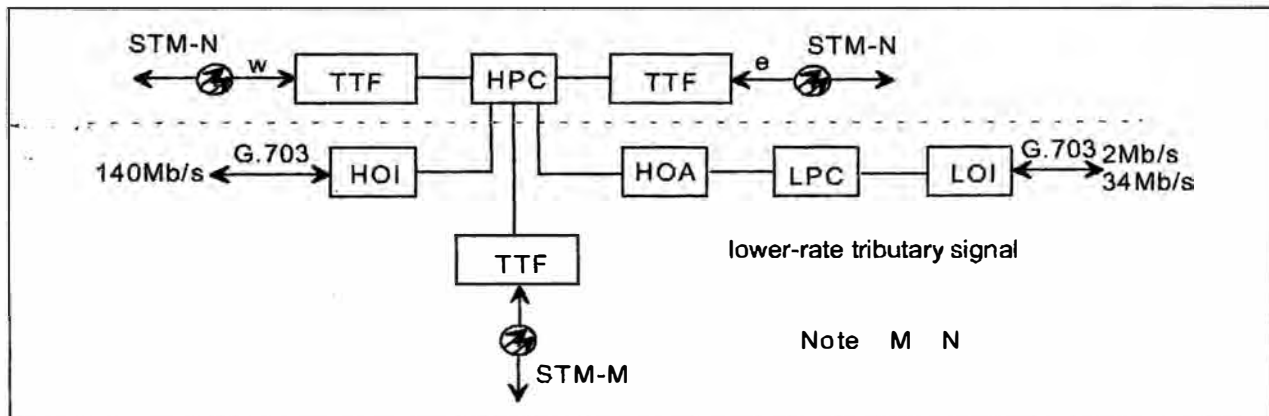 STM-N
w
TTF
HPC
TTF
e
STM-N
140Mb/s
G.703
HOI
HOA
LPC
LOI
G.703
2Mb/s
34Mb/s
TTF
lower-rate tributary signal
Note M N
STM-M